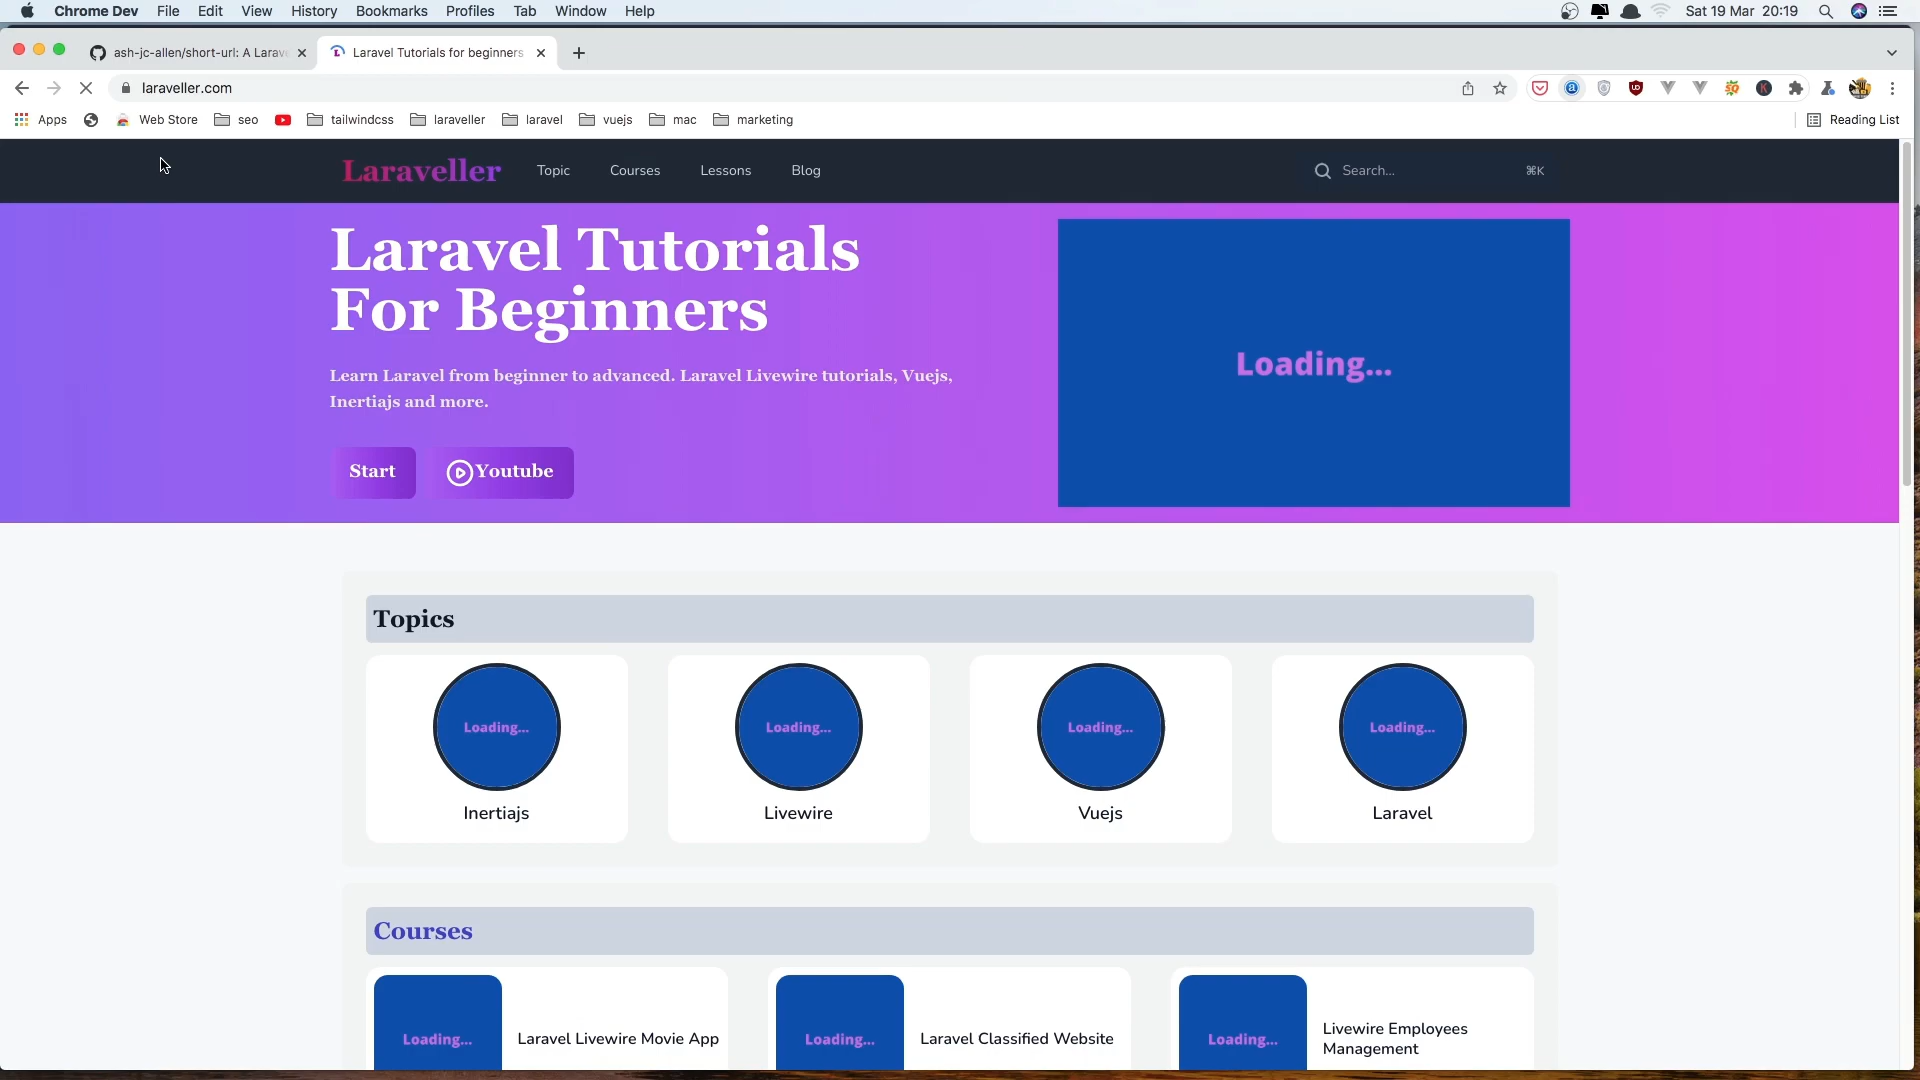 Chrome Dev File Edit View History Bookmarks Profiles Tab Window Help Sat 19 Mar 20:19
ash-jc-allen/short-url: A Larav Laravel Tutorials for beginners
laraveller.com
Apps Web Store seo tailwindcss laraveller laravel vuejs mac marketing Reading List
Laraveller Topic Courses Lessons Blog Search... ⌘K
Laravel Tutorials
For Beginners
Learn Laravel from beginner to advanced. Laravel Livewire tutorials, Vuejs,
Inertiajs and more.
Start Youtube
Loading...
Topics
Loading... Loading... Loading... Loading...
Inertiajs Livewire Vuejs Laravel
Courses
Loading... Laravel Livewire Movie App Loading... Laravel Classified Website Loading... Livewire Employees
Management